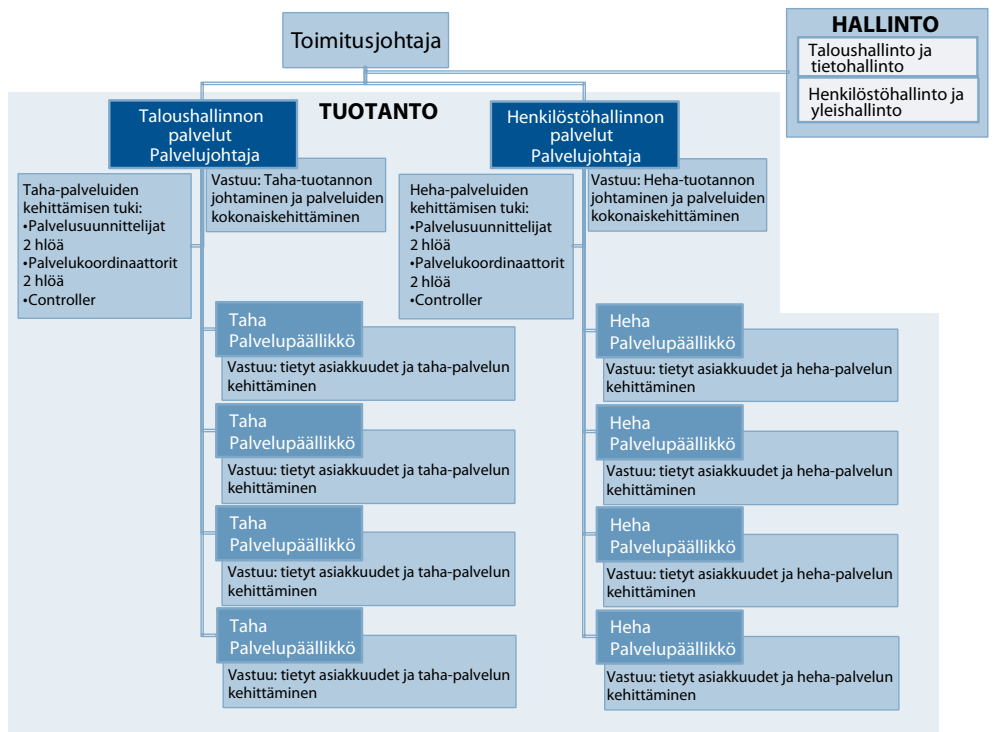 Toimitusjohtaja
HALLINTO
Taloushallinto ja
tietohallinto
Henkilöstöhallinto ja
yleishallinto
TUOTANTO
Taloushallinnon
palvelut
Palvelujohtaja
Vastuu: Taha-tuotannon
johtaminen ja palveluiden
kokonaiskehittäminen
Taha-palveluiden
kehittämisen tuki:
•Palvelusuunnittelijat
2 hlöä
•Palvelukoordinaattorit
2 hlöä
•Controller
Taha
Palvelupäällikkö
Vastuu: tietyt asiakkuudet ja taha-palvelun
kehittäminen
Taha
Palvelupäällikkö
Vastuu: tietyt asiakkuudet ja taha-palvelun
kehittäminen
Taha
Palvelupäällikkö
Vastuu: tietyt asiakkuudet ja taha-palvelun
kehittäminen
Taha
Palvelupäällikkö
Vastuu: tietyt asiakkuudet ja taha-palvelun
kehittäminen
Henkilöstöhallinnon
palvelut
Palvelujohtaja
Vastuu: Heha-tuotannon
johtaminen ja palveluiden
kokonaiskehittäminen
Heha-palveluiden
kehittämisen tuki:
•Palvelusuunnittelijat
2 hlöä
•Palvelukoordinaattorit
2 hlöä
•Controller
Heha
Palvelupäällikkö
Vastuu: tietyt asiakkuudet ja heha-palvelun
kehittäminen
Heha
Palvelupäällikkö
Vastuu: tietyt asiakkuudet ja heha-palvelun
kehittäminen
Heha
Palvelupäällikkö
Vastuu: tietyt asiakkuudet ja heha-palvelun
kehittäminen
Heha
Palvelupäällikkö
Vastuu: tietyt asiakkuudet ja heha-palvelun
kehittäminen